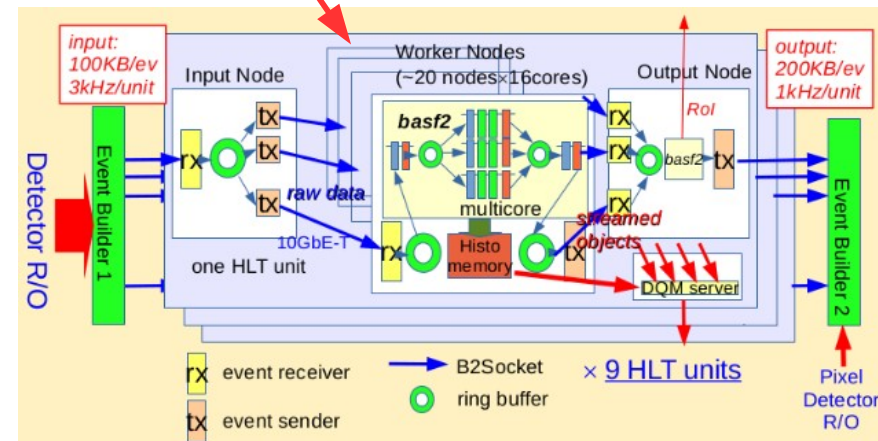 input:
100KB/ev
3kHz/unit
Worker Nodes
(~20 nodes×16cores)
output:
200KB/ev
1kHz/unit
Input Node
Output Node
RoI
basf2
tx
rx
tx
tx
raw data
10GbE-T
one HLT unit
multicore
rx
Histo
memory
tx
streamed
objects
rx
rx
rx
basf2
tx
DQM server
Detector R/O
Event Builder 1
Event Builder 2
rx event receiver
tx event sender
B2Socket
ring buffer
× 9 HLT units
Pixel
Detector
R/O